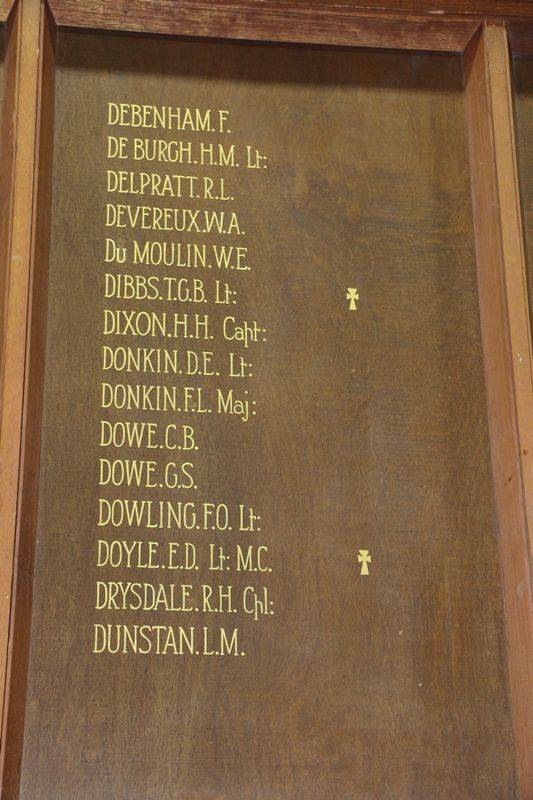 DEBENHAM. F.
DE BURGH. H.M. Lt:
DELPRATT. R.L.
DEVEREUX. W.A.
Du MOULIN. W.E.
DIBBS. T.G.B. Lt:
DIXON. H.H. Capt:
DONKIN. D.E. Lt:
DONKIN. F.L. Maj:
DOWE. C.B.
DOWE. G.S.
DOWLING. F.O. Lt:
DOYLE. E.D. Lt: M.C.
DRYSDALE. R.H. Cpl:
DUNSTAN. L.M.